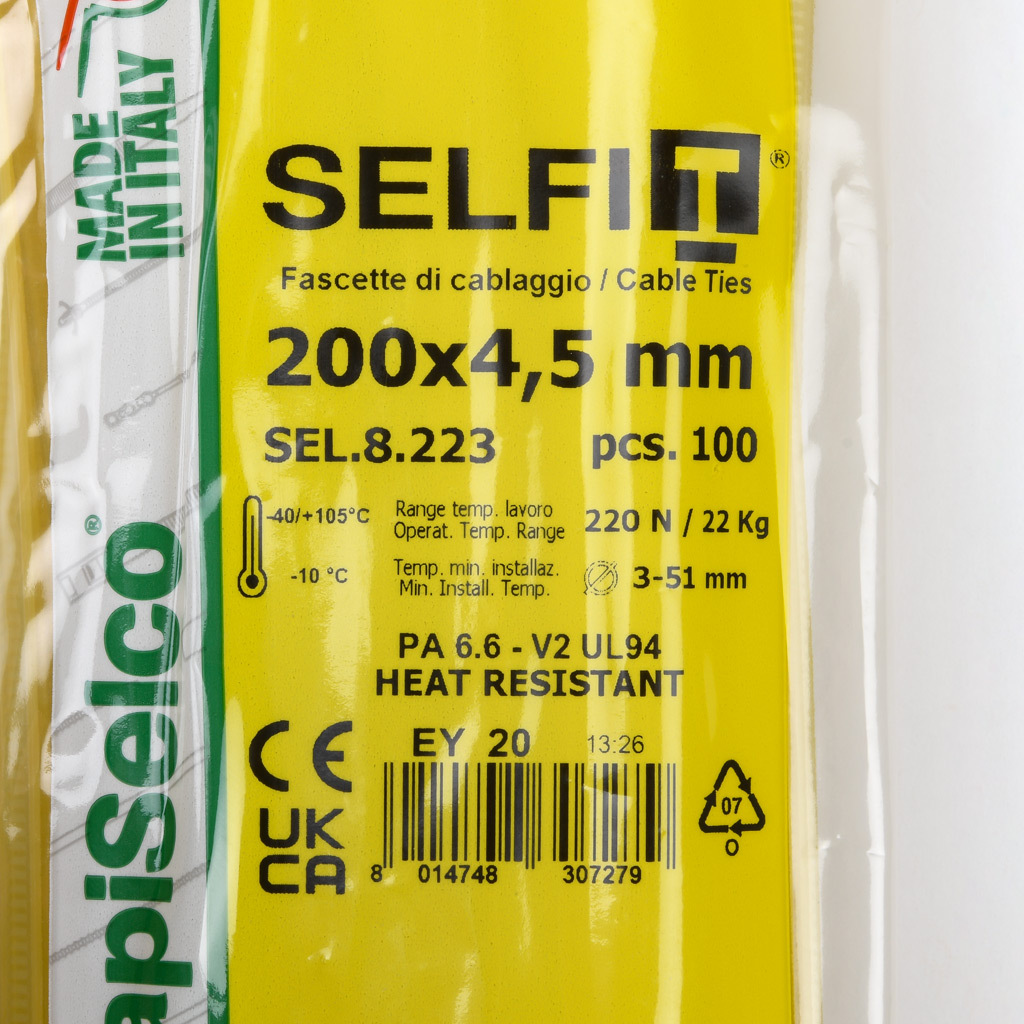 MADE
IN ITALY
apiSelco®
SELFIT®
Fascette di cablaggio / Cable Ties
200x4,5 mm
SEL.8.223 pcs. 100
-40/+105°C Range temp. lavoro 220 N / 22 Kg
Operat. Temp. Range
-10 °C Temp. min. installaz. 3-51 mm
Min. Install. Temp.
PA 6.6 - V2 UL94
HEAT RESISTANT
CE EY 20 13:26
UK
CA
07
O
8 014748 307279